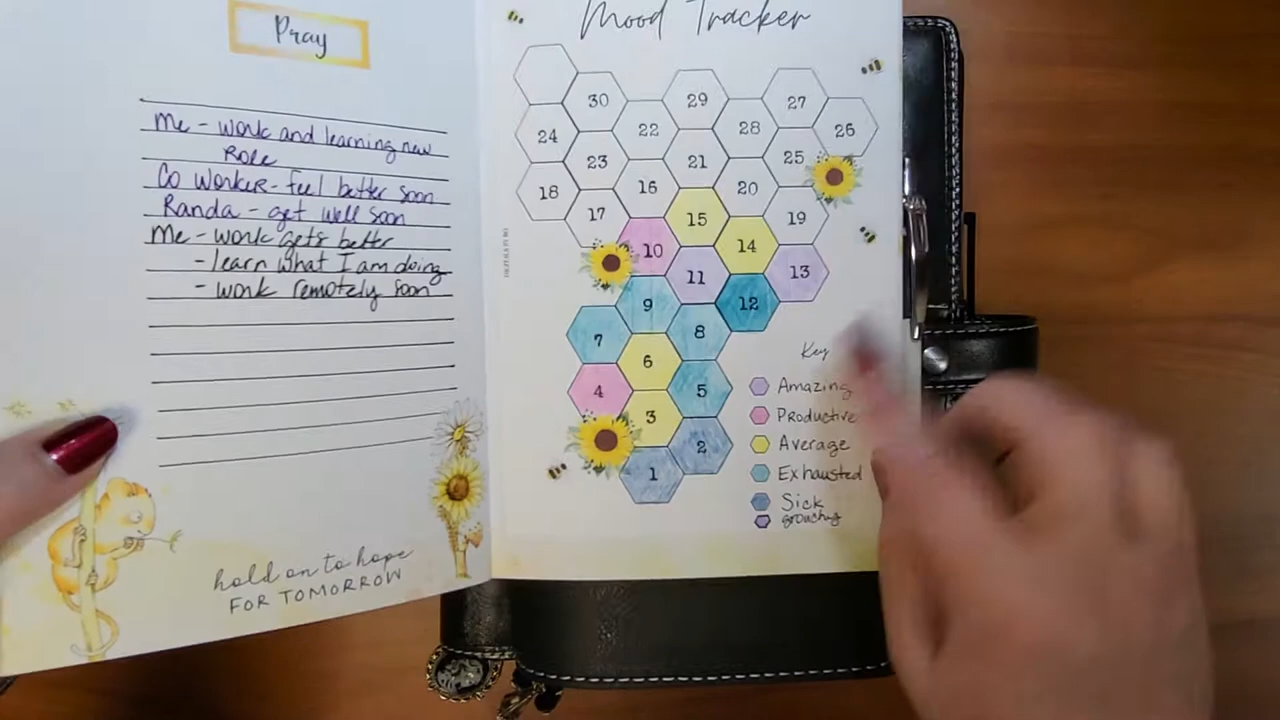 Pray
Me - work and learning new
Role
Co Worker - feel better soon
Randa - get well soon
Me - work gets better
- learn what I am doing
- work remotely soon
hold on to hope
FOR TOMORROW
Mood Tracker
30
29
27
24
22
28
26
23
21
25
18
16
20
17
15
19
10
14
11
13
9
12
7
8
6
4
5
3
2
1
Key
Amazing
Productive
Average
Exhausted
Sick
grouchy